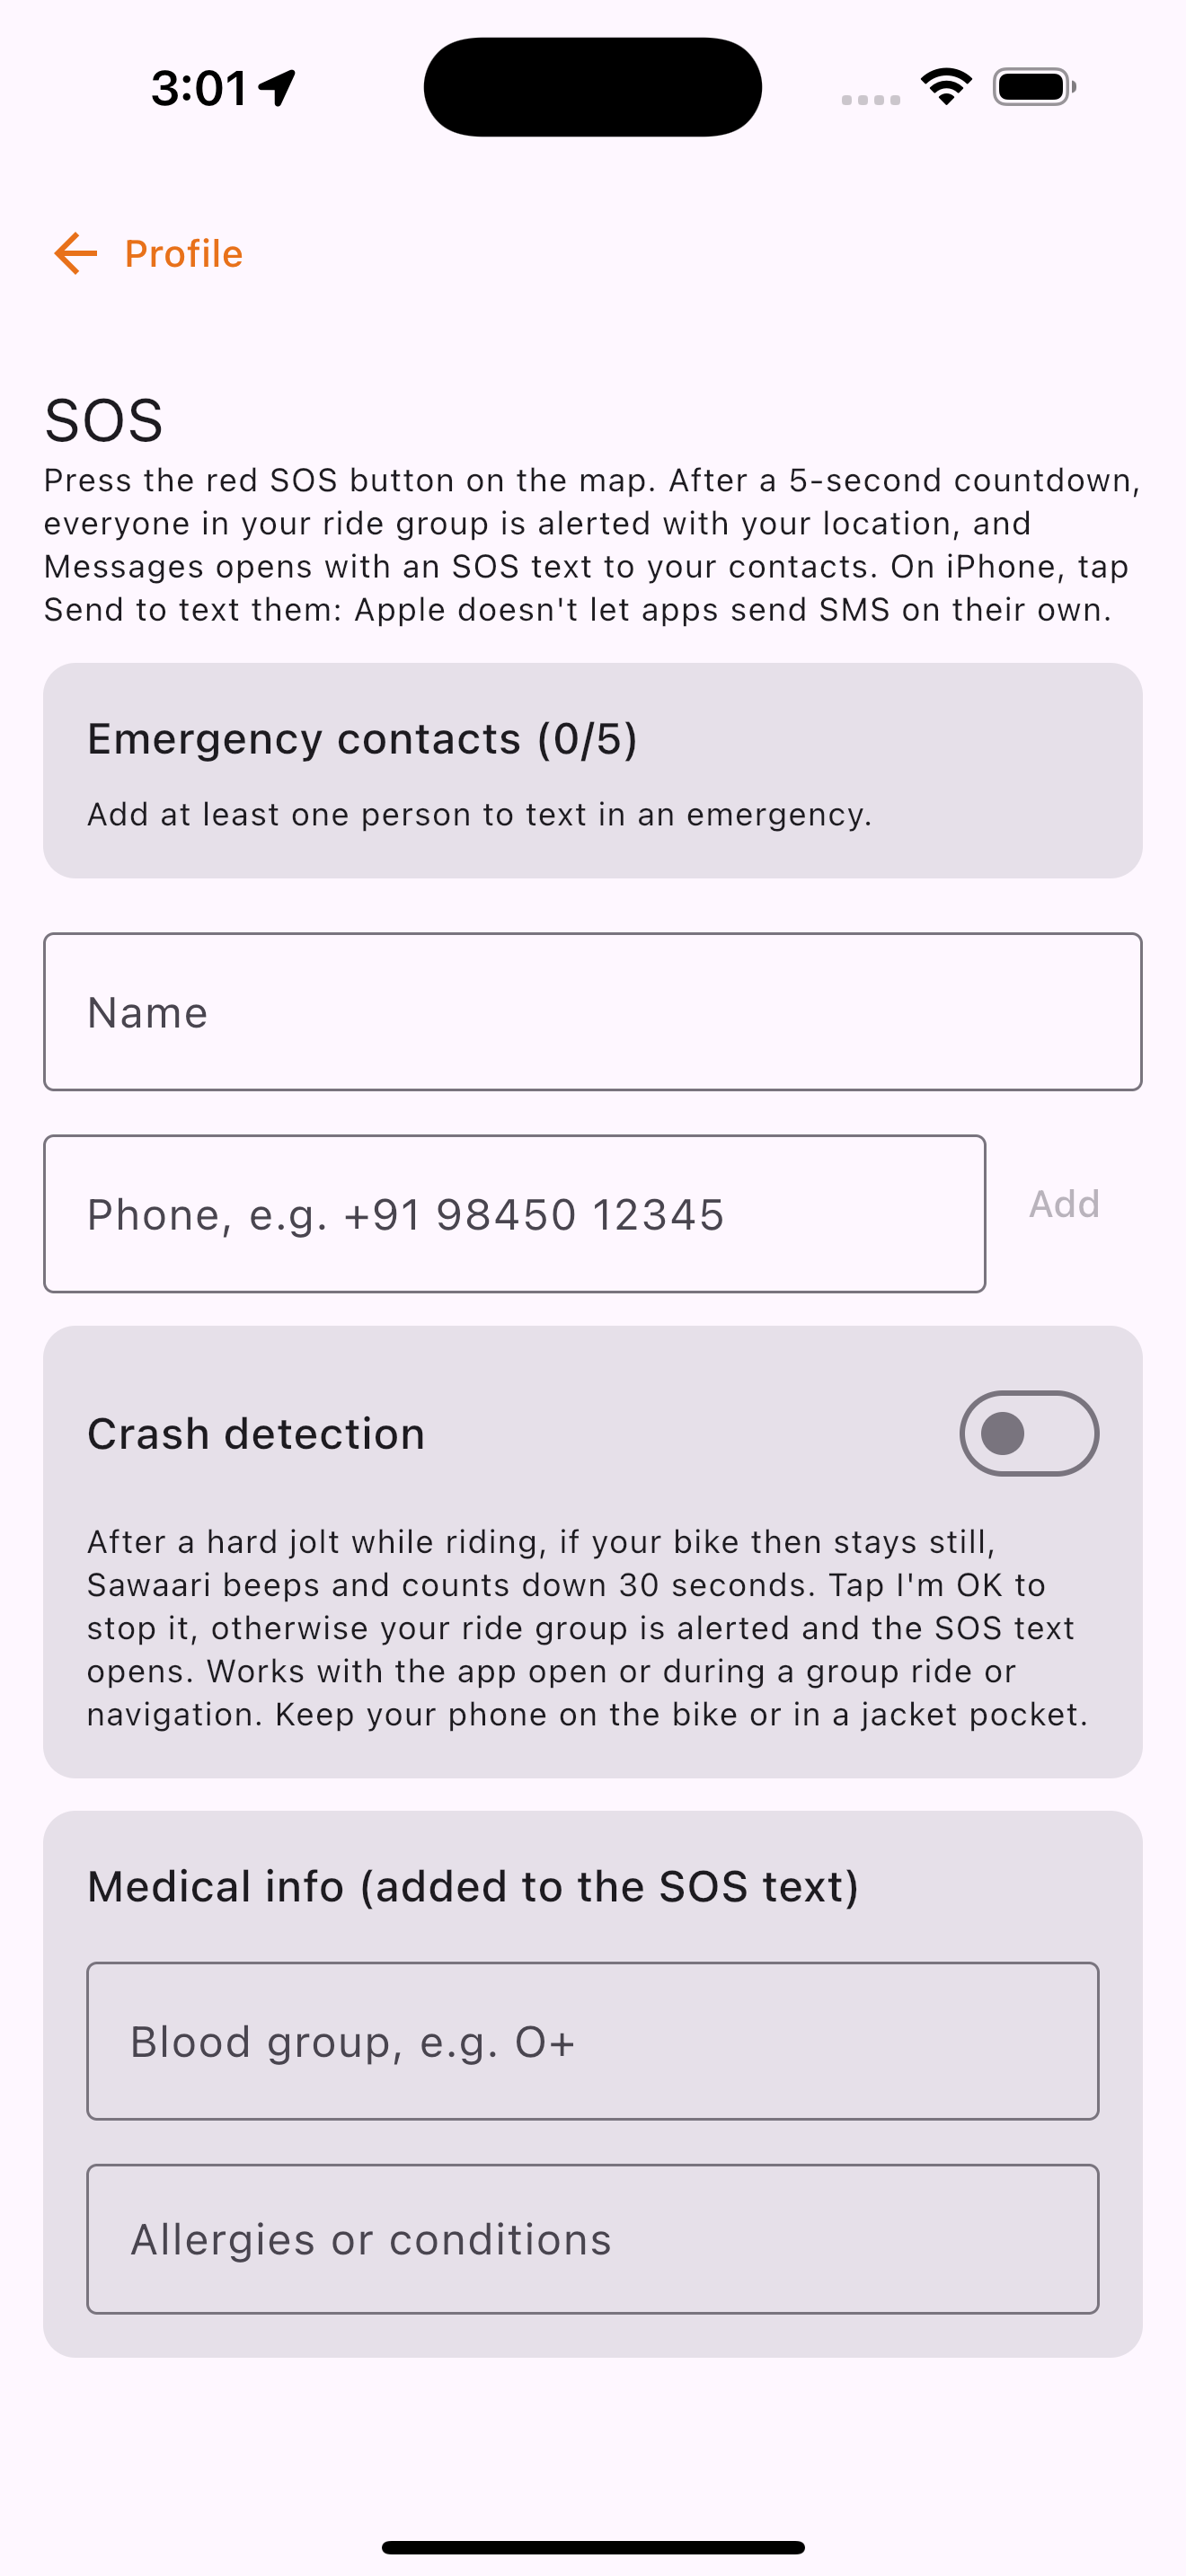 3:01
Profile
SOS
Press the red SOS button on the map. After a 5-second countdown,
everyone in your ride group is alerted with your location, and
Messages opens with an SOS text to your contacts. On iPhone, tap
Send to text them: Apple doesn't let apps send SMS on their own.
Emergency contacts (0/5)
Add at least one person to text in an emergency.
Name
Phone, e.g. +91 98450 12345
Add
Crash detection
After a hard jolt while riding, if your bike then stays still,
Sawaari beeps and counts down 30 seconds. Tap I'm OK to
stop it, otherwise your ride group is alerted and the SOS text
opens. Works with the app open or during a group ride or
navigation. Keep your phone on the bike or in a jacket pocket.
Medical info (added to the SOS text)
Blood group, e.g. O+
Allergies or conditions